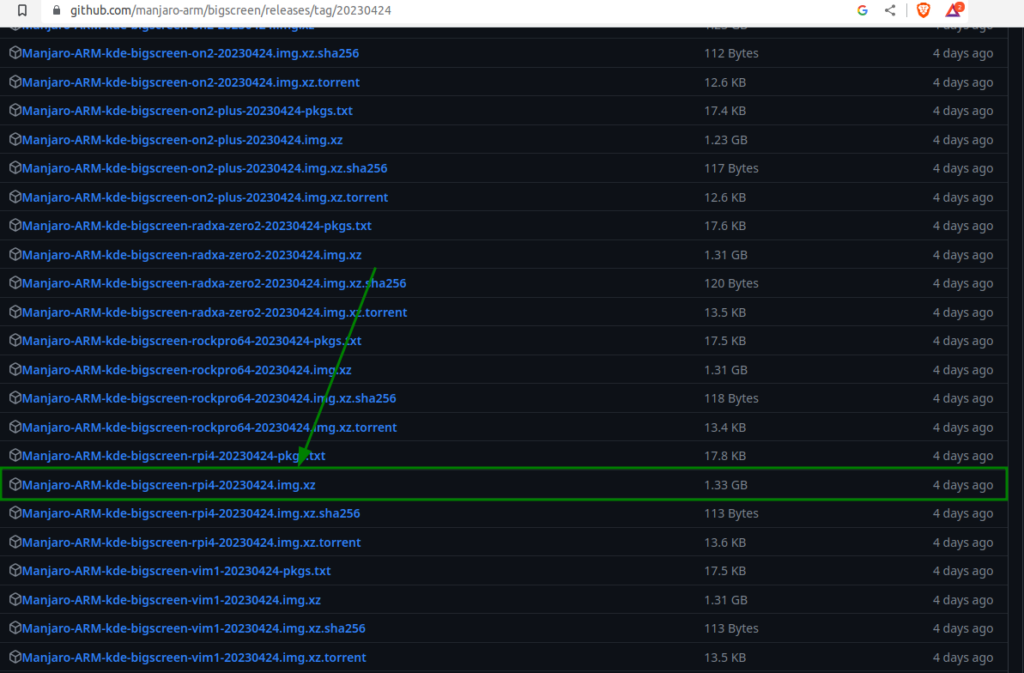 github.com/manjaro-arm/bigscreen/releases/tag/20230424
2
Manjaro-ARM-kde-bigscreen-on2-20230424.img.xz.sha256 112 Bytes 4 days ago
Manjaro-ARM-kde-bigscreen-on2-20230424.img.xz.torrent 12.6 KB 4 days ago
Manjaro-ARM-kde-bigscreen-on2-plus-20230424-pkgs.txt 17.4 KB 4 days ago
Manjaro-ARM-kde-bigscreen-on2-plus-20230424.img.xz 1.23 GB 4 days ago
Manjaro-ARM-kde-bigscreen-on2-plus-20230424.img.xz.sha256 117 Bytes 4 days ago
Manjaro-ARM-kde-bigscreen-on2-plus-20230424.img.xz.torrent 12.6 KB 4 days ago
Manjaro-ARM-kde-bigscreen-radxa-zero2-20230424-pkgs.txt 17.6 KB 4 days ago
Manjaro-ARM-kde-bigscreen-radxa-zero2-20230424.img.xz 1.31 GB 4 days ago
Manjaro-ARM-kde-bigscreen-radxa-zero2-20230424.img.xz.sha256 120 Bytes 4 days ago
Manjaro-ARM-kde-bigscreen-radxa-zero2-20230424.img.xz.torrent 13.5 KB 4 days ago
Manjaro-ARM-kde-bigscreen-rockpro64-20230424-pkgs.txt 17.5 KB 4 days ago
Manjaro-ARM-kde-bigscreen-rockpro64-20230424.img.xz 1.31 GB 4 days ago
Manjaro-ARM-kde-bigscreen-rockpro64-20230424.img.xz.sha256 118 Bytes 4 days ago
Manjaro-ARM-kde-bigscreen-rockpro64-20230424.img.xz.torrent 13.4 KB 4 days ago
Manjaro-ARM-kde-bigscreen-rpi4-20230424-pkgs.txt 17.8 KB 4 days ago
Manjaro-ARM-kde-bigscreen-rpi4-20230424.img.xz 1.33 GB 4 days ago
Manjaro-ARM-kde-bigscreen-rpi4-20230424.img.xz.sha256 113 Bytes 4 days ago
Manjaro-ARM-kde-bigscreen-rpi4-20230424.img.xz.torrent 13.6 KB 4 days ago
Manjaro-ARM-kde-bigscreen-vim1-20230424-pkgs.txt 17.5 KB 4 days ago
Manjaro-ARM-kde-bigscreen-vim1-20230424.img.xz 1.31 GB 4 days ago
Manjaro-ARM-kde-bigscreen-vim1-20230424.img.xz.sha256 113 Bytes 4 days ago
Manjaro-ARM-kde-bigscreen-vim1-20230424.img.xz.torrent 13.5 KB 4 days ago